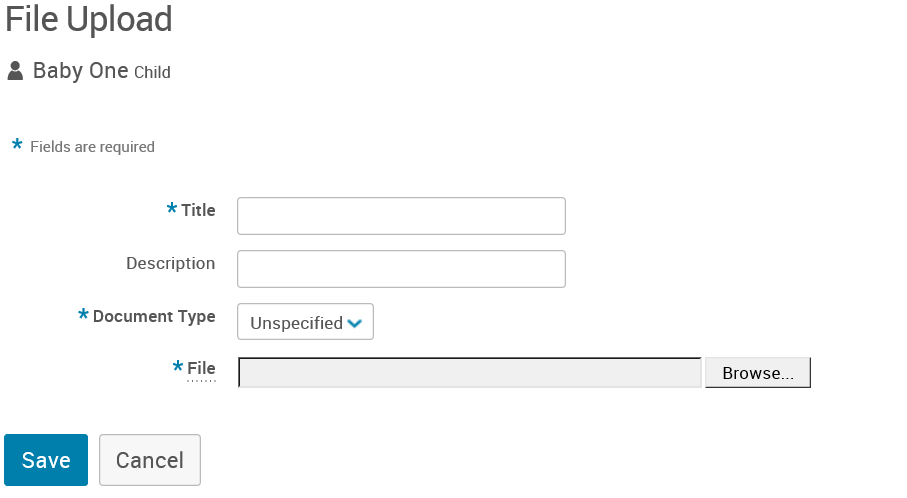 File Upload
Baby One Child
* Fields are required
* Title
Description
* Document Type Unspecified
* File Browse...
Save Cancel